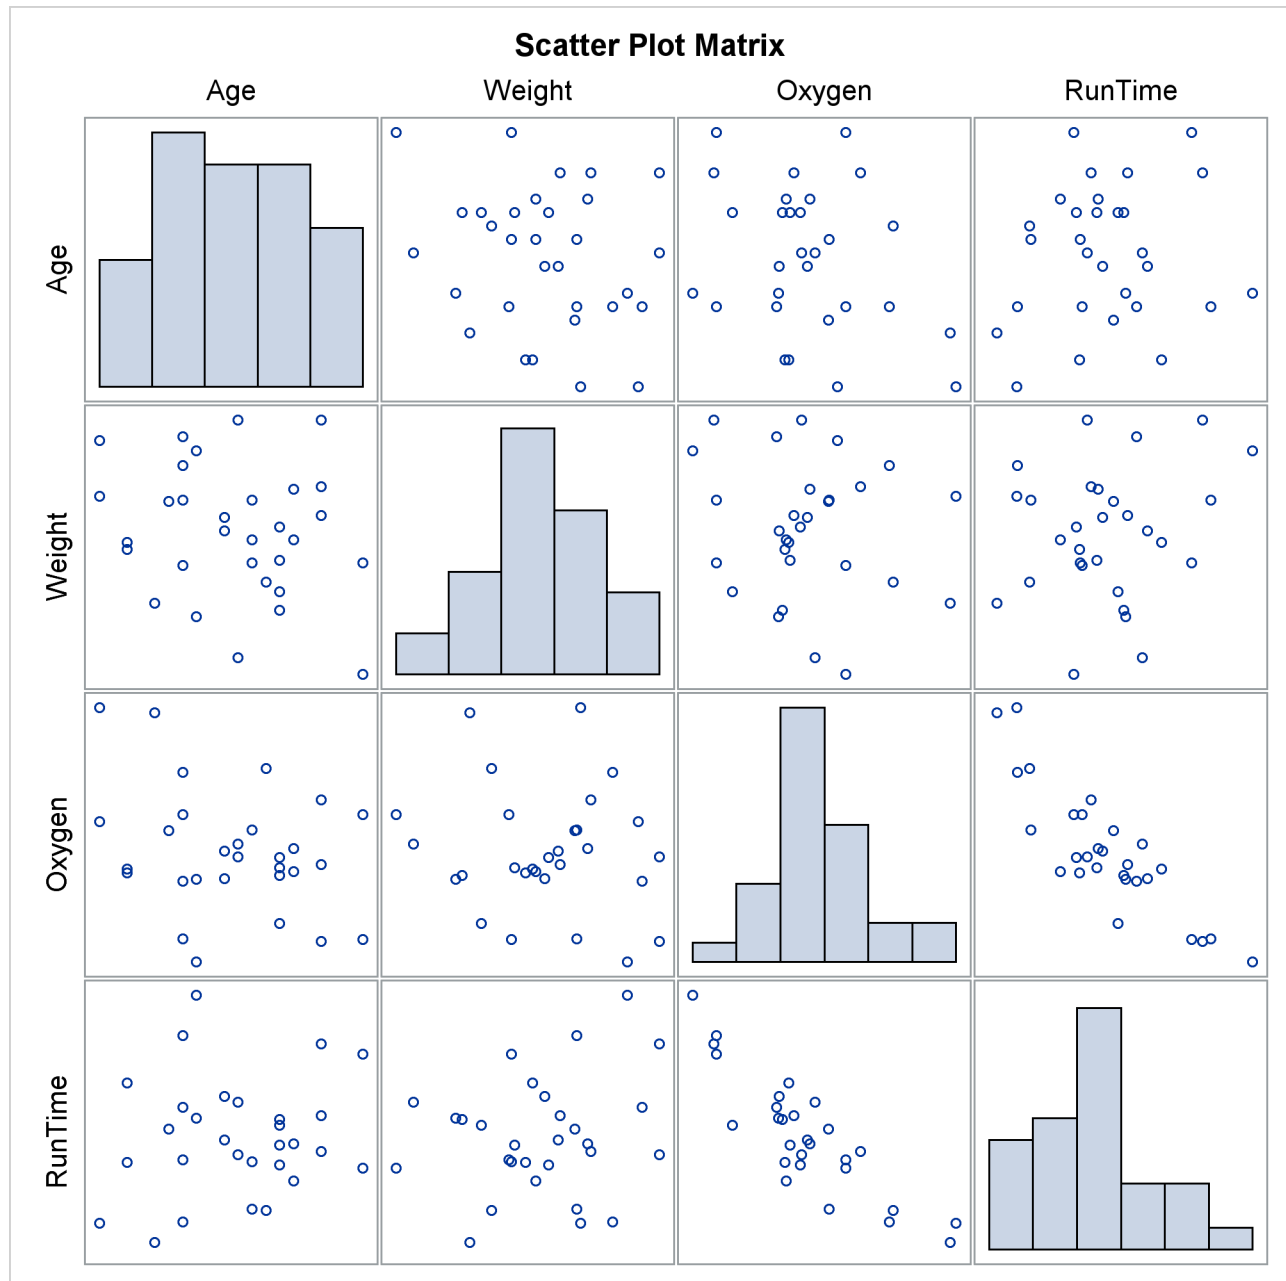 Scatter Plot Matrix
Age
Weight
Oxygen
RunTime
Age
Weight
Oxygen
RunTime